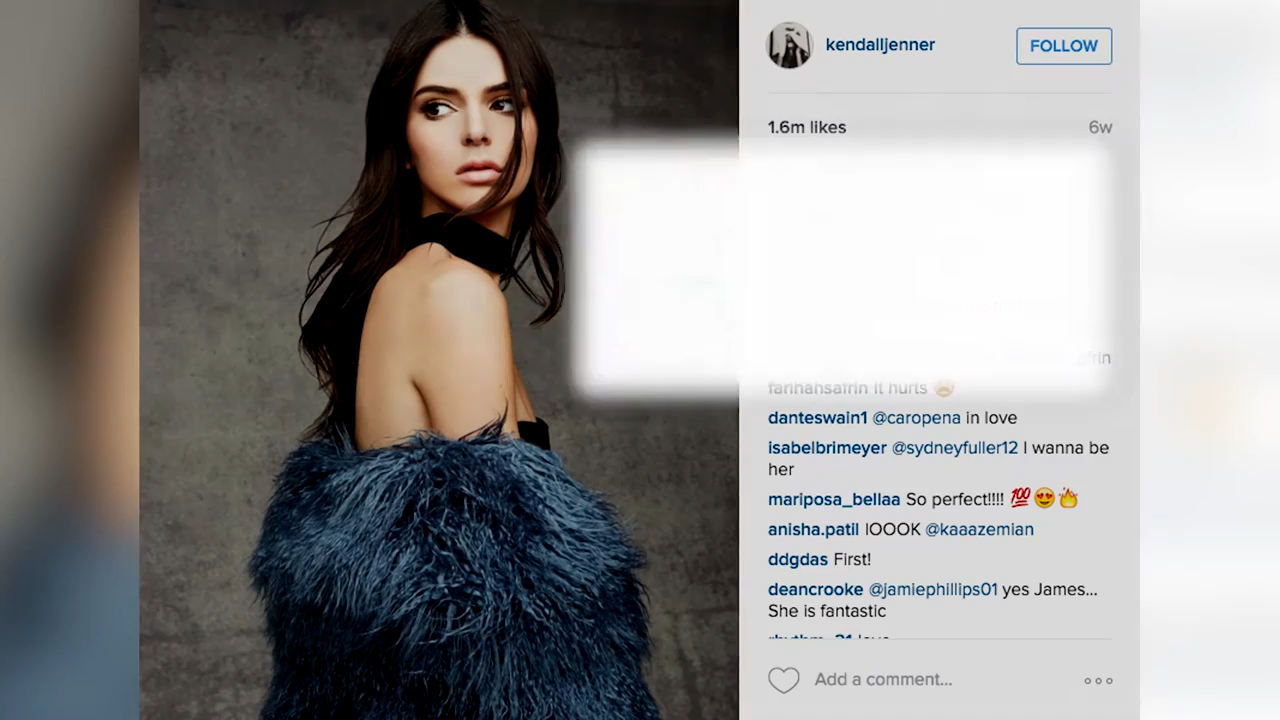 kendalljenner
FOLLOW
1.6m likes
6w
farihahsafrin it hurts
danteswain1 @caropena in love
isabelbrimeyer @sydneyfuller12 I wanna be
her
mariposa_bellaa So perfect!!!! 💯😍🔥
anisha.patil lOOOK @kaaazemian
ddgdas First!
deancrooke @jamiephillips01 yes James...
She is fantastic
Add a comment...